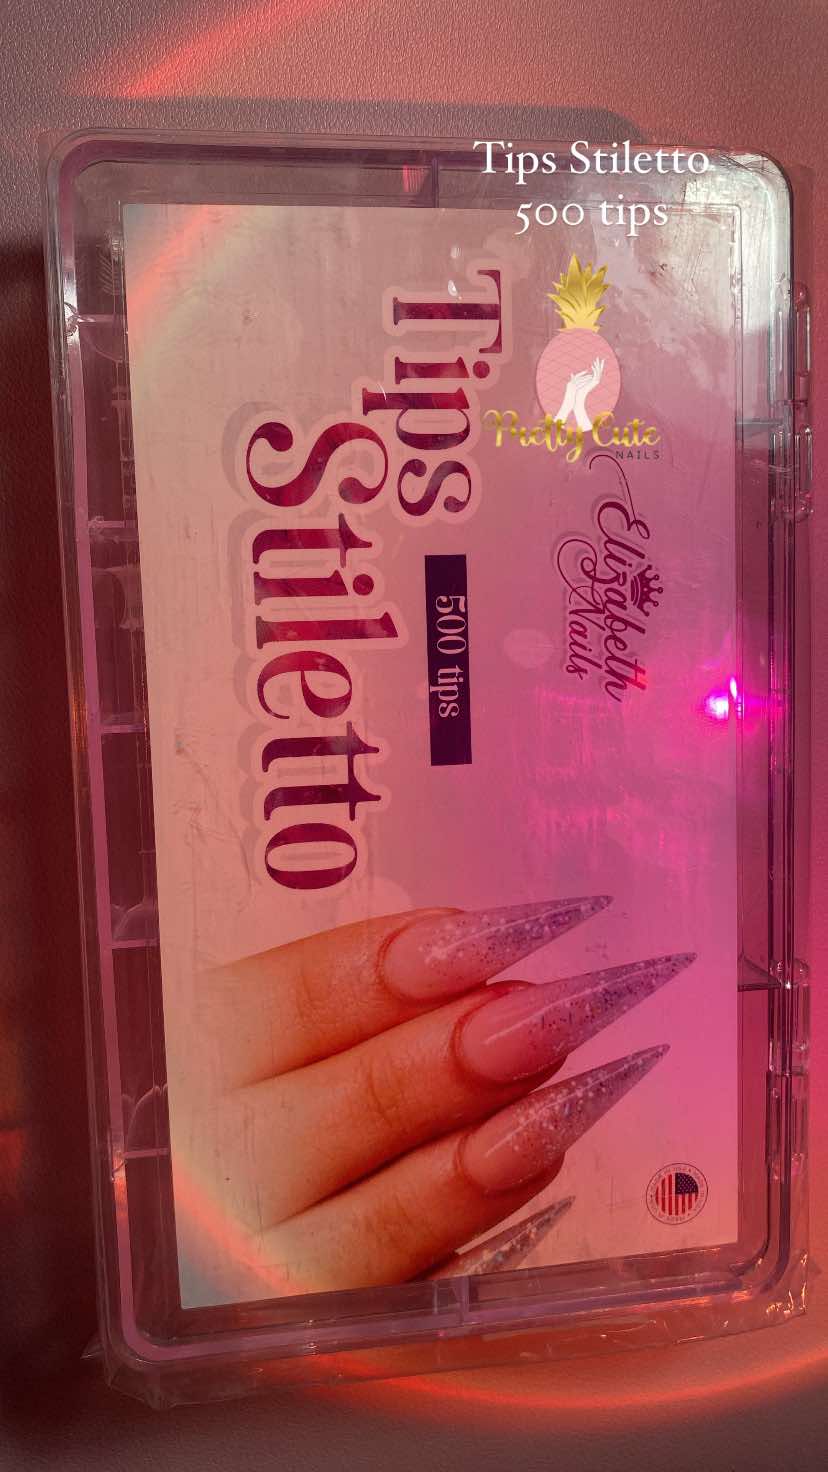 Tips Stiletto
500 tips
Pretty Cute
NAILS
Elizabeth
Nails
Tips
Stiletto
500 tips